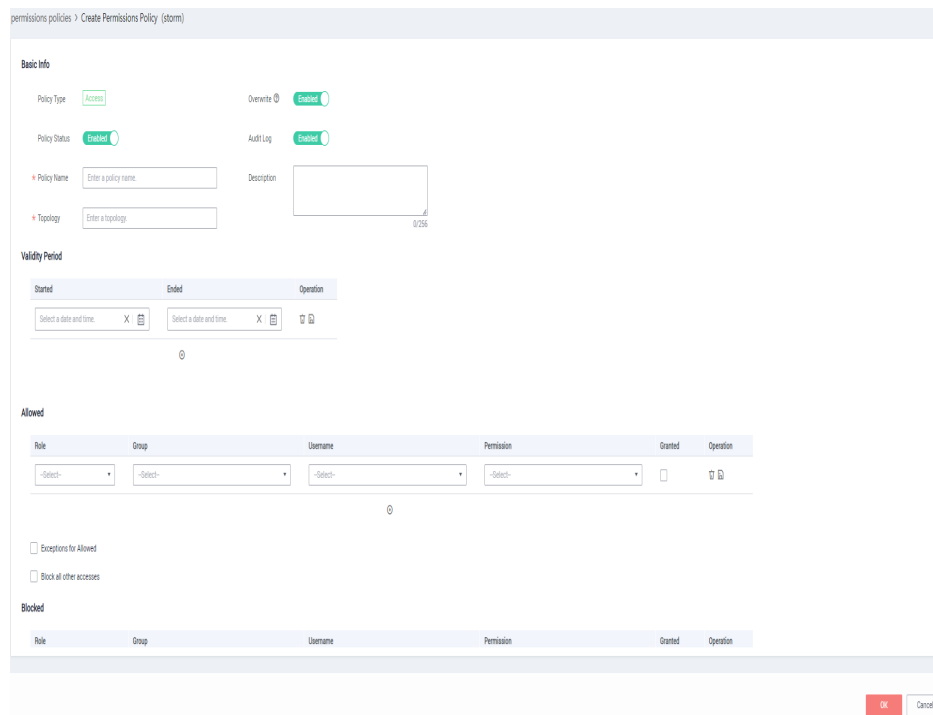 permissions policies > Create Permissions Policy (storm)
Basic Info
Policy Type Access Overwrite Enabled
Policy Status Enabled Audit Log Enabled
* Policy Name Enter a policy name. Description
* Topology Enter a topology.
0/256
Validity Period
Started Ended Operation
Select a date and time. Select a date and time.
Allowed
Role Group Username Permission Granted Operation
--Select-- --Select-- --Select-- --Select--
Exceptions for Allowed
Block all other accesses
Blocked
Role Group Username Permission Granted Operation
OK Cancel